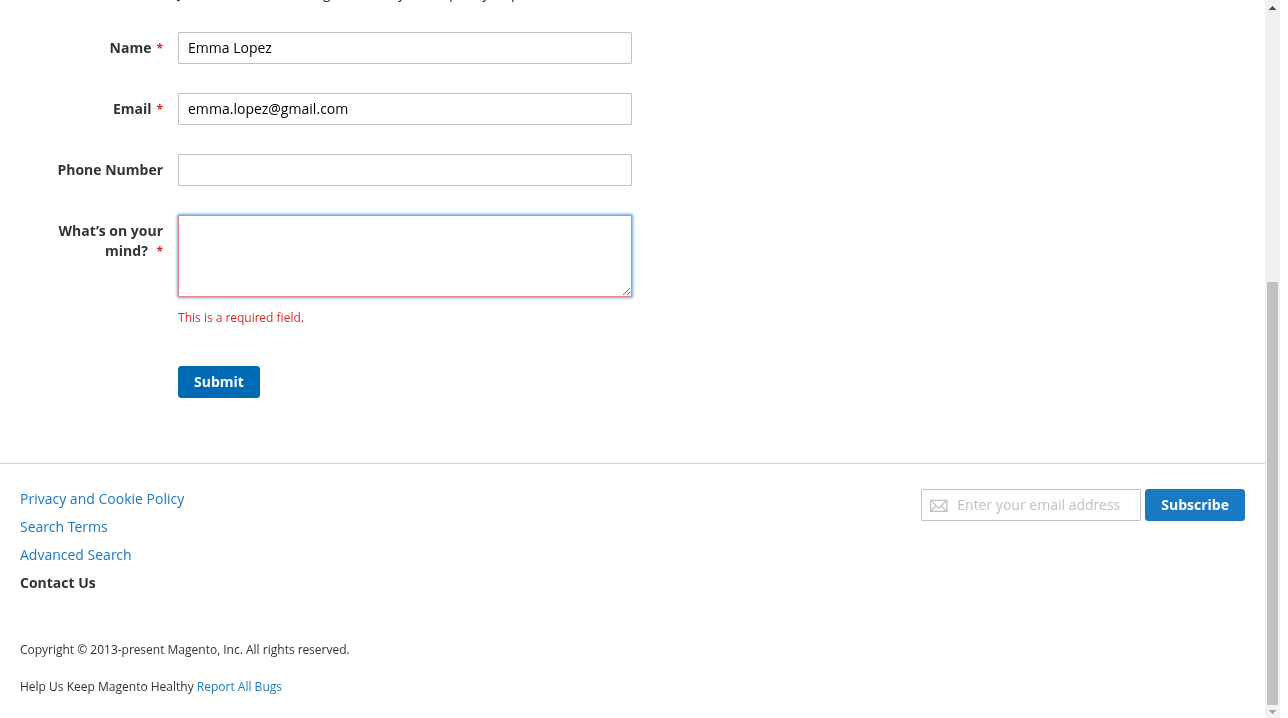 Name *
Emma Lopez
Email *
emma.lopez@gmail.com
Phone Number
What's on your
mind? *
This is a required field.
Submit
Privacy and Cookie Policy
Enter your email address
Subscribe
Search Terms
Advanced Search
Contact Us
Copyright © 2013-present Magento, Inc. All rights reserved.
Help Us Keep Magento Healthy Report All Bugs